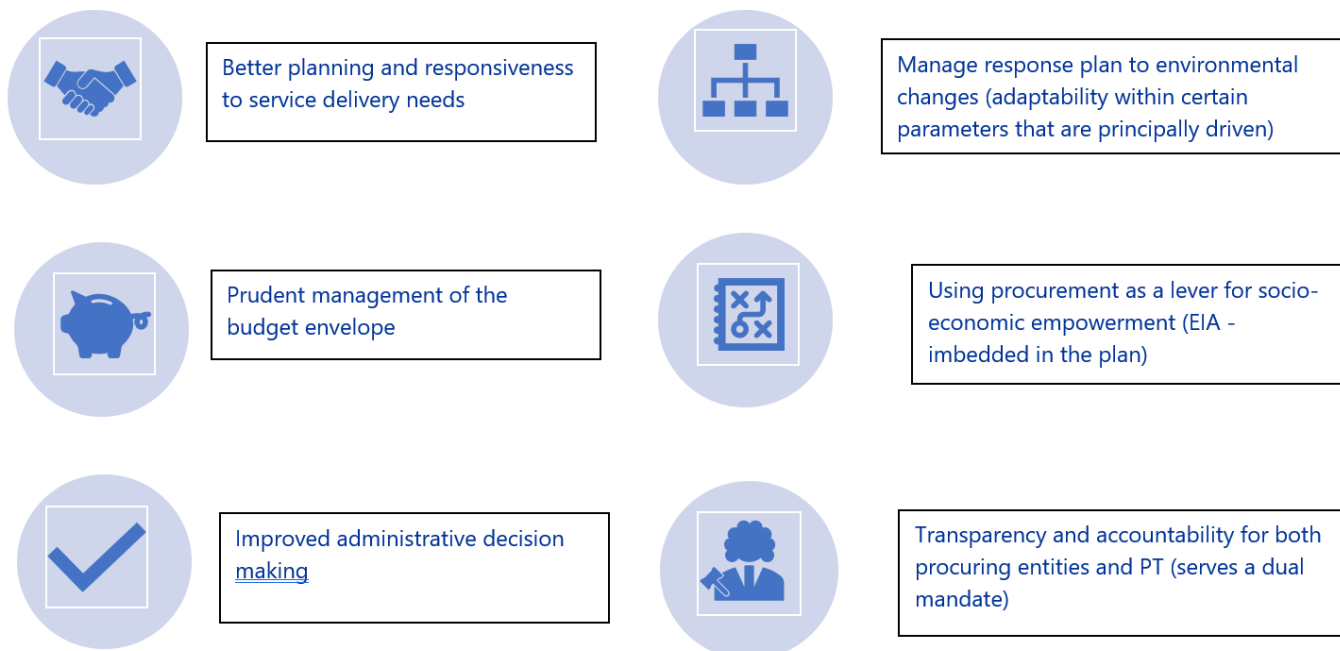 Better planning and responsiveness
to service delivery needs
Manage response plan to environmental
changes (adaptability within certain
parameters that are principally driven)
Prudent management of the
budget envelope
Using procurement as a lever for socio-
economic empowerment (EIA -
imbedded in the plan)
Improved administrative decision
making
Transparency and accountability for both
procuring entities and PT (serves a dual
mandate)